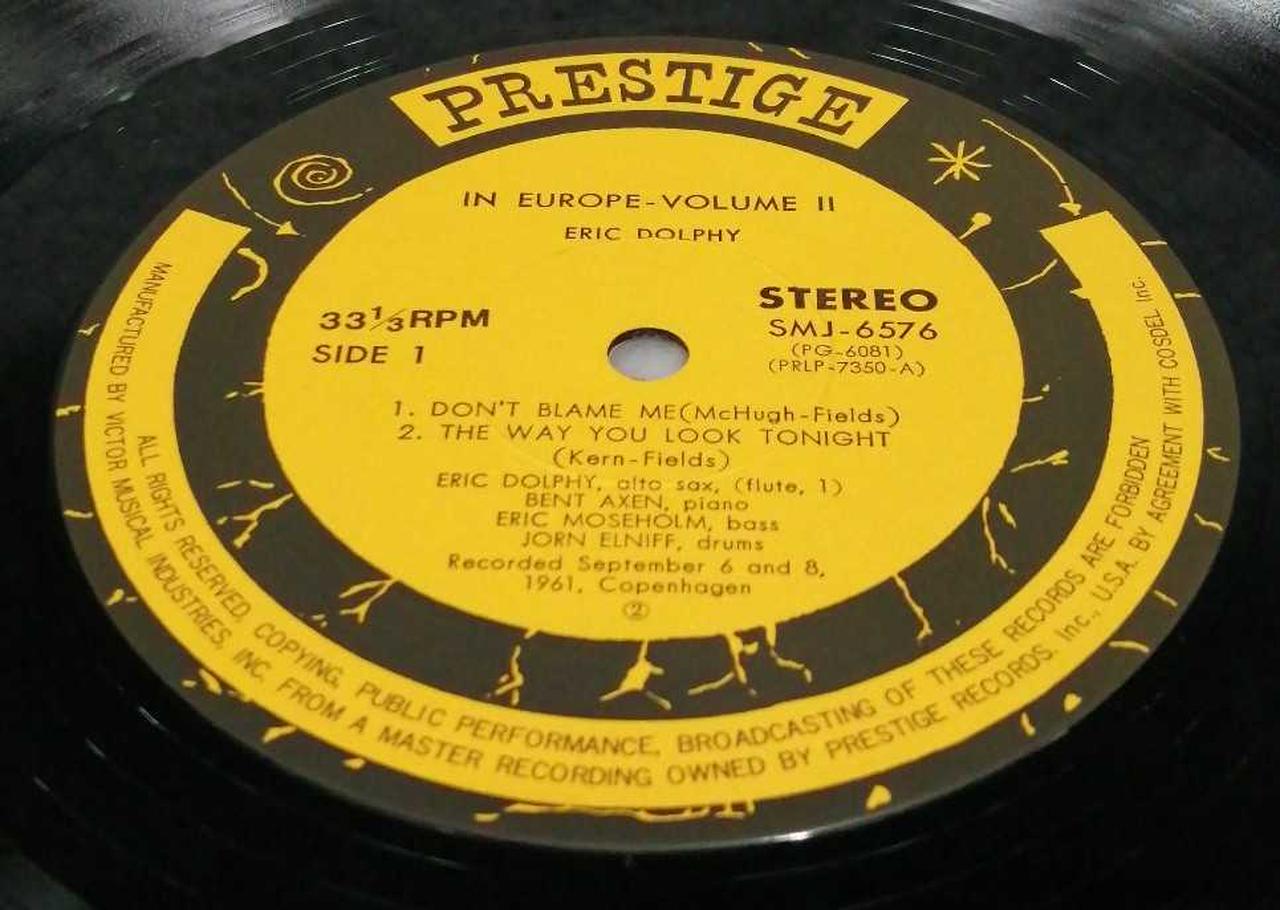 PRESTIGE
IN EUROPE-VOLUME II
ERIC DOLPHY
33⅓RPM
SIDE 1
STEREO
SMJ-6576
(PG-6081)
(PRLP-7350-A)
1. DON'T BLAME ME(McHugh-Fields)
2. THE WAY YOU LOOK TONIGHT
(Kern-Fields)
ERIC DOLPHY, alto sax, (flute, 1)
BENT AXEN, piano
ERIC MOSEHOLM, bass
JORN ELNIFF, drums
Recorded September 6 and 8,
1961, Copenhagen
②
ALL RIGHTS RESERVED, COPYING, PUBLIC PERFORMANCE, BROADCASTING OF THESE RECORDS ARE FORBIDDEN
MANUFACTURED BY VICTOR MUSICAL INDUSTRIES, INC. FROM A MASTER RECORDING OWNED BY PRESTIGE RECORDS. Inc., U.S.A. BY AGREEMENT WITH COSDEL Inc.